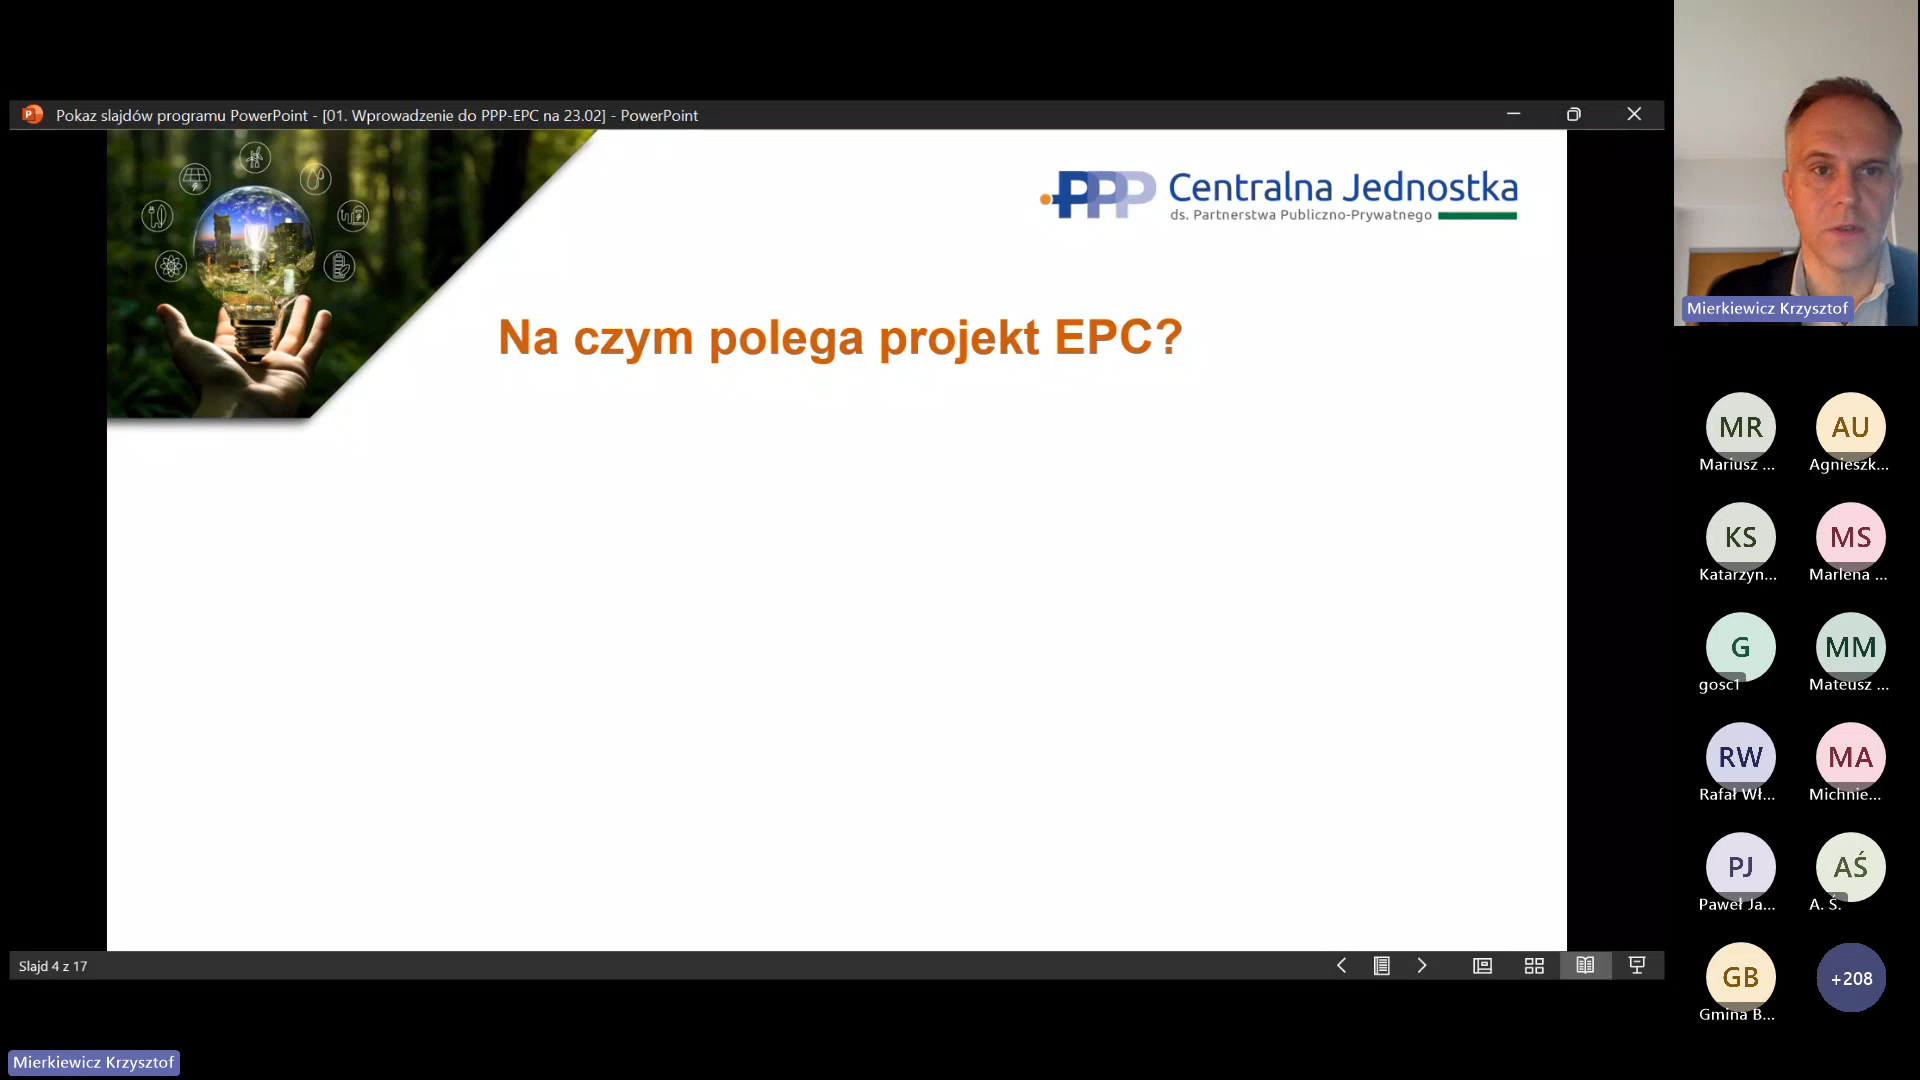 Pokaz slajdów programu PowerPoint - [01. Wprowadzenie do PPP-EPC na 23.02] - PowerPoint
PPP Centralna Jednostka
ds. Partnerstwa Publiczno-Prywatnego
Na czym polega projekt EPC?
Slajd 4 z 17
Mierkiewicz Krzysztof
Mierkiewicz Krzysztof
MR
Mariusz ...
AU
Agnieszk...
KS
Katarzyn...
MS
Marlena ...
G
gosc1
MM
Mateusz ...
RW
Rafał Wł...
MA
Michnie...
PJ
Paweł Ja...
AŚ
A. Ś.
GB
Gmina B...
+208